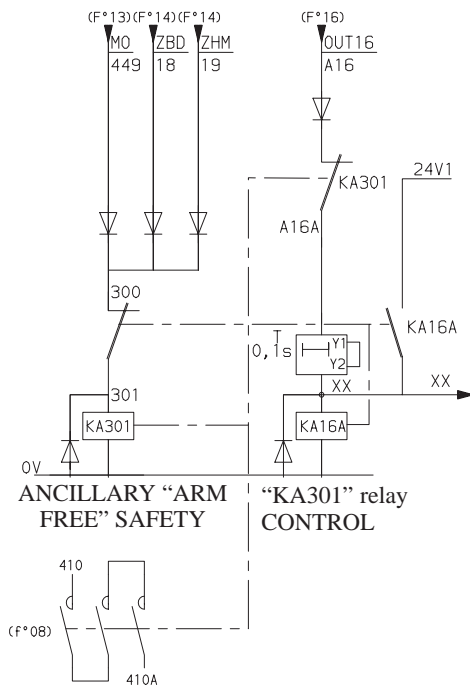 (F°13) (F°14) (F°14) (F°16)
MO ZBD ZHM OUT16
449 18 19 A16
KA301 24V1
A16A
300
KA16A
T
0,1s Y1
Y2
301 XX XX
KA301 KA16A
0V
ANCILLARY “ARM “KA301” relay
FREE” SAFETY CONTROL
410
(f°08)
410A